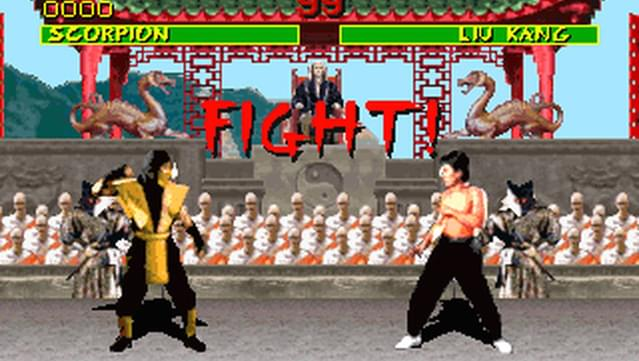 0000 99
SCORPION LIU KANG
FIGHT!